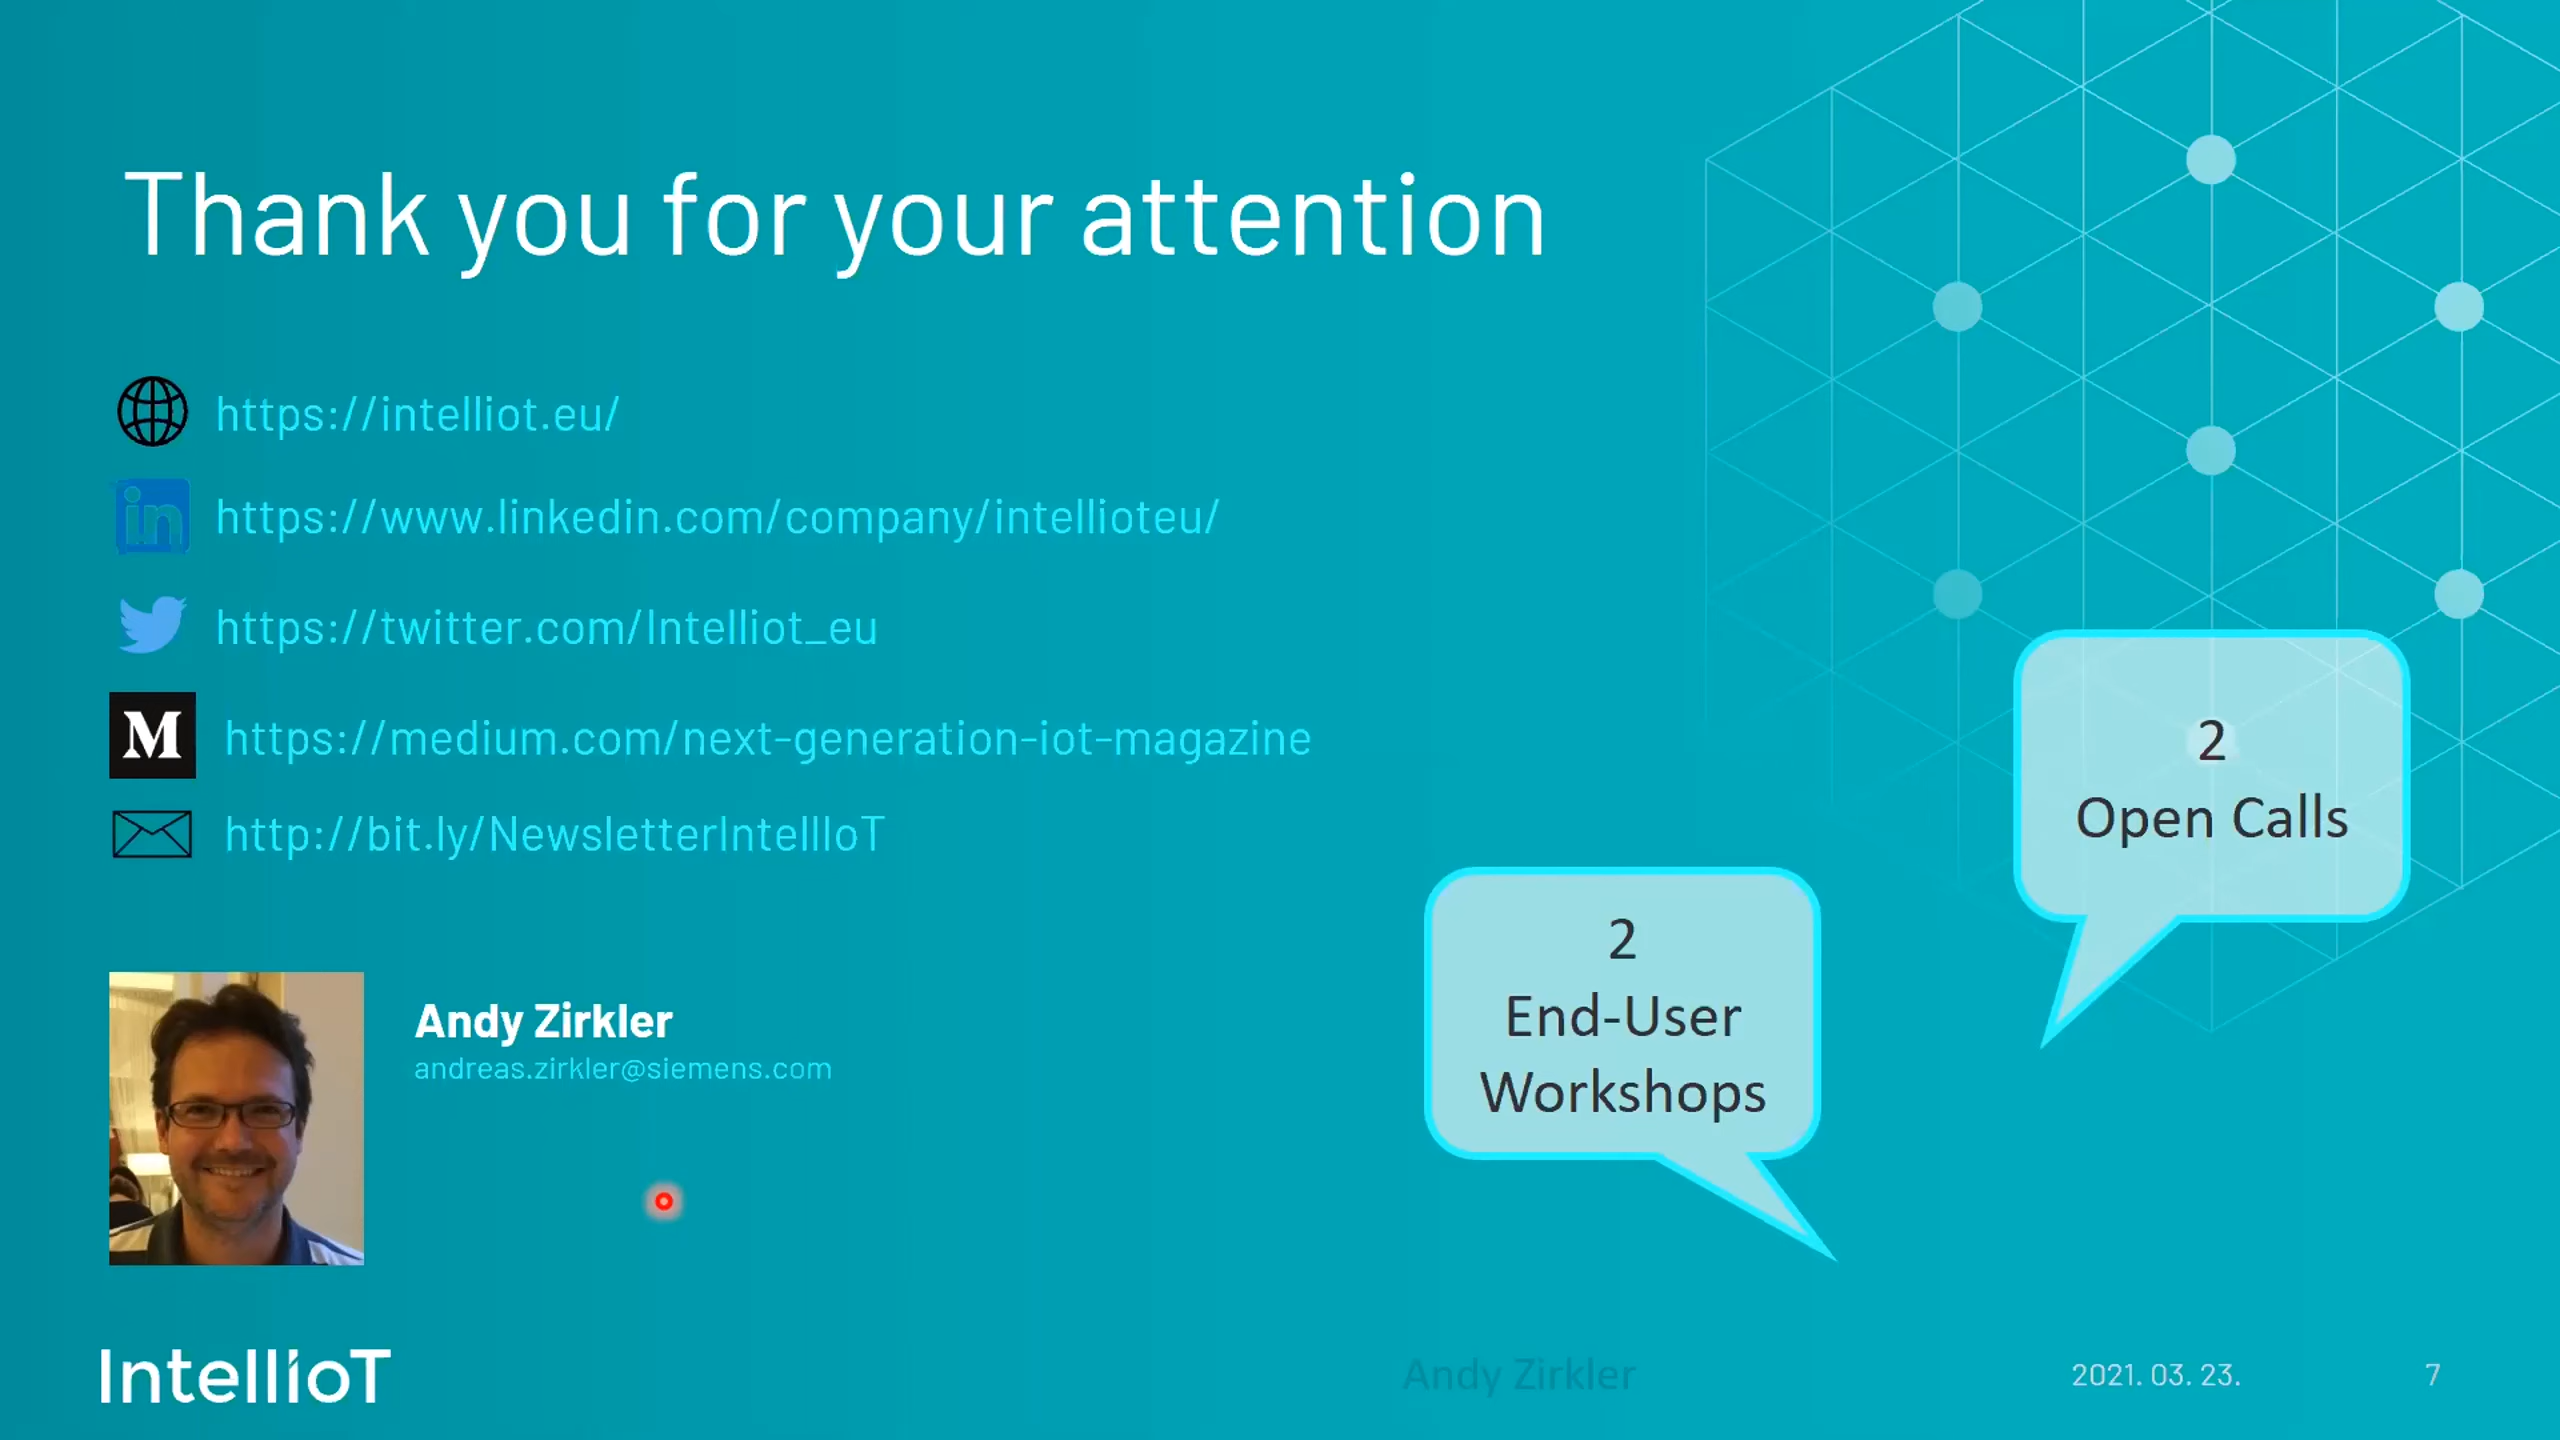 Thank you for your attention
https://intelliot.eu/
in
https://www.linkedin.com/company/intellioteu/
https://twitter.com/Intelliot_eu
M
https://medium.com/next-generation-iot-magazine
http://bit.ly/NewsletterIntellIoT
2
Open Calls
2
End-User
Workshops
Andy Zirkler
andreas.zirkler@siemens.com
IntellioT
Andy Zirkler
2021. 03. 23.
7